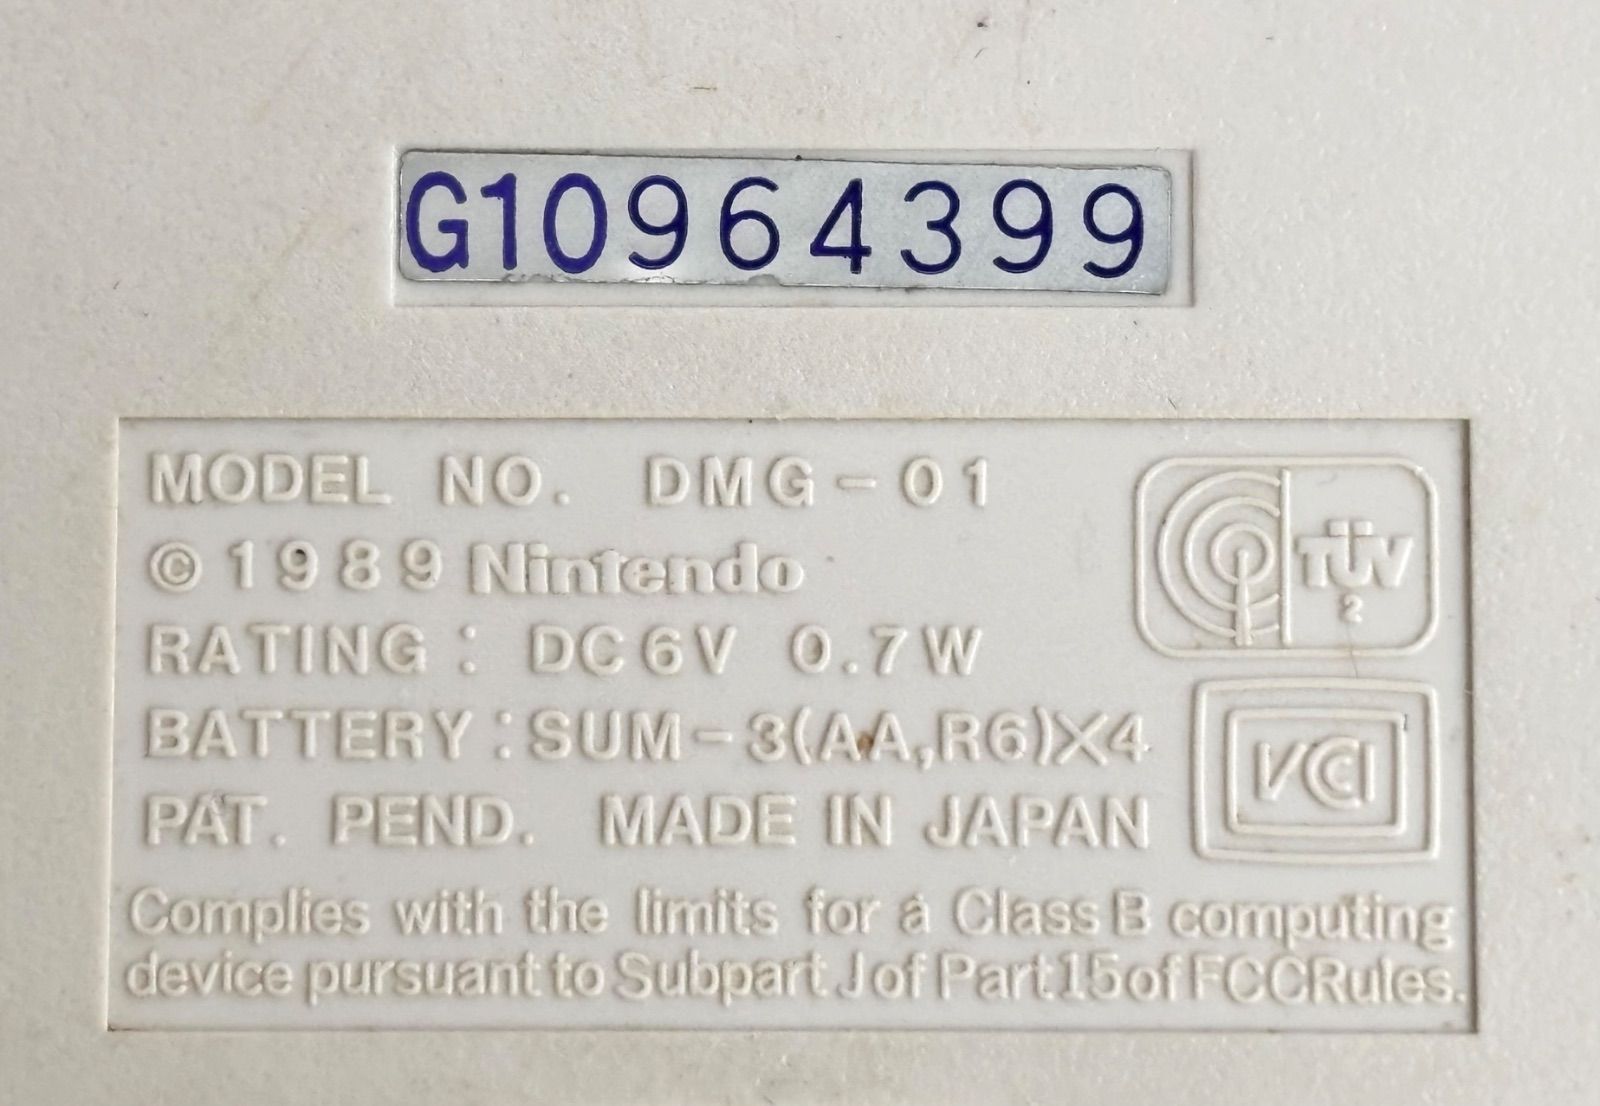 G10964399
MODEL NO. DMG-01
© 1989 Nintendo
RATING: DC6V 0.7W
BATTERY: SUM-3(AA,R6)X4
PAT. PEND. MADE IN JAPAN
Complies with the limits for a Class B computing
device pursuant to Subpart J of Part 15 of FCC Rules.
TÜV
2
VCCI